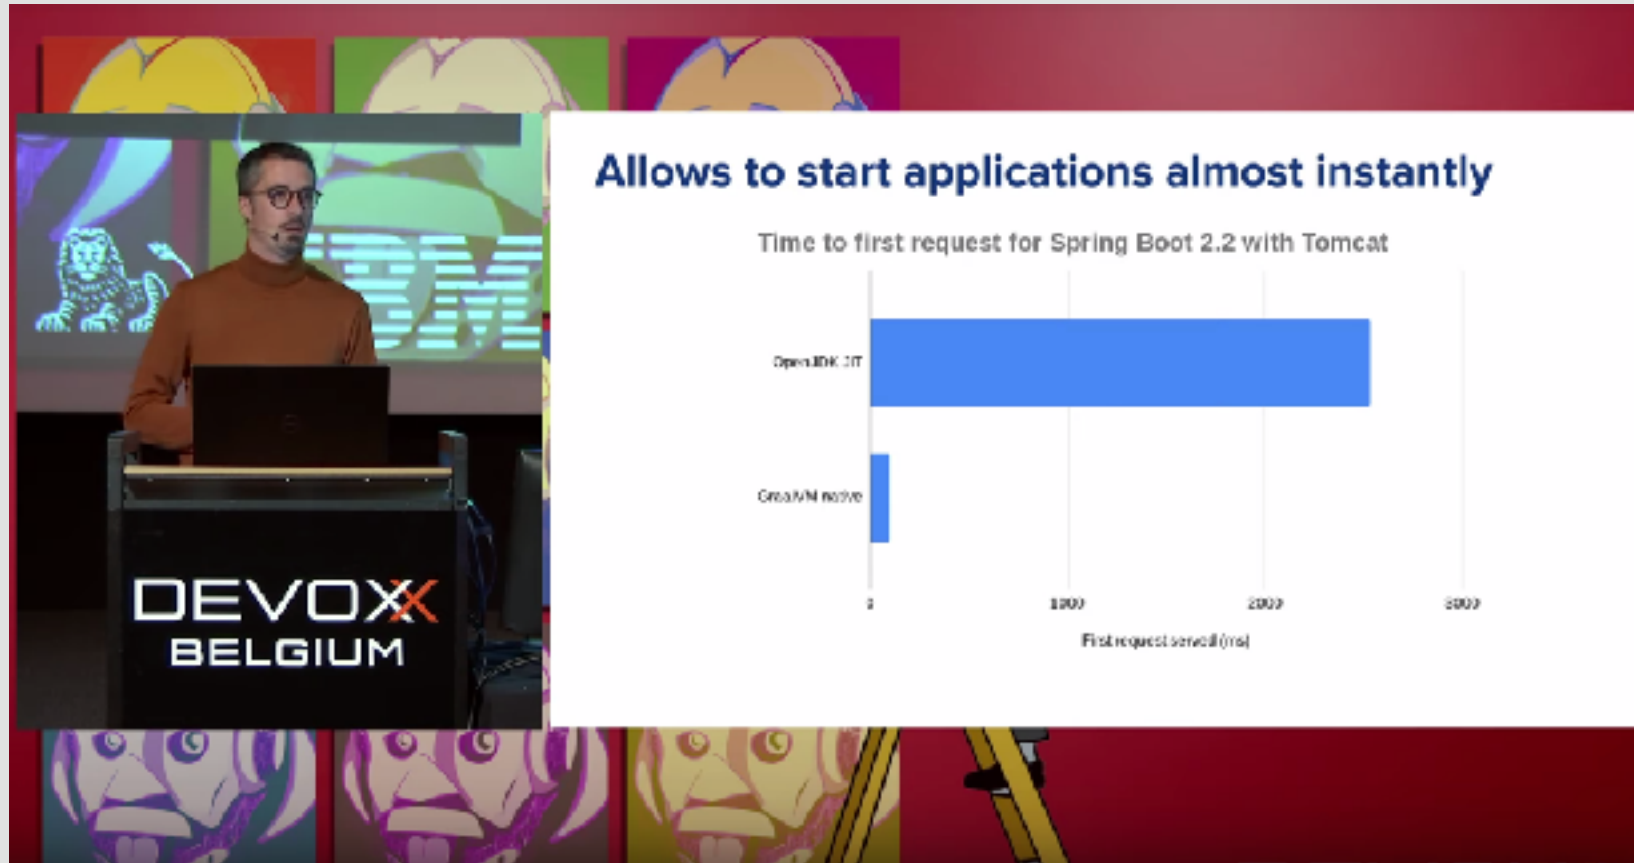 IBM
DEVOXX
BELGIUM
Allows to start applications almost instantly
Time to first request for Spring Boot 2.2 with Tomcat
OpenJDK JIT
GraalVM native
0
1000
2000
3000
First request served (ms)